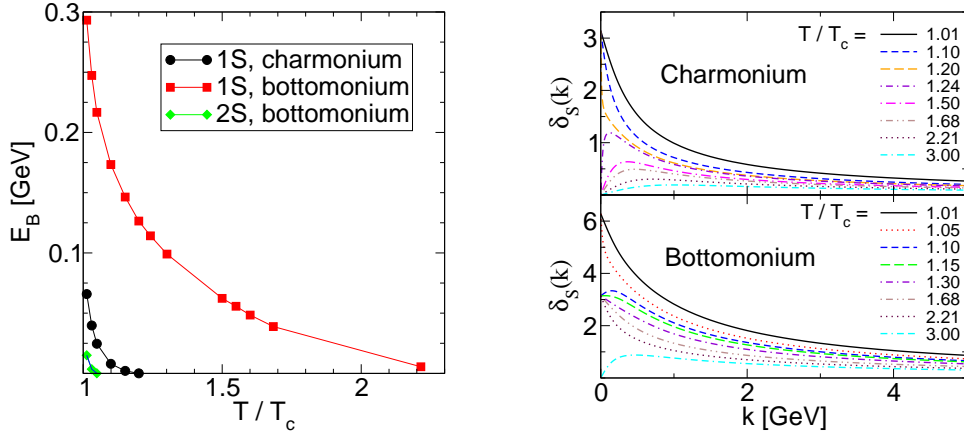 0.3
0.2
0.1
0
E_B [GeV]
1S, charmonium
1S, bottomonium
2S, bottomonium
1
1.5
2
T / T_c
3
2
1
δ_S(k)
Charmonium
T / T_c =
1.01
1.10
1.20
1.24
1.50
1.68
2.21
3.00
6
4
2
δ_S(k)
Bottomonium
T / T_c =
1.01
1.05
1.10
1.15
1.30
1.68
2.21
3.00
0
2
4
k [GeV]